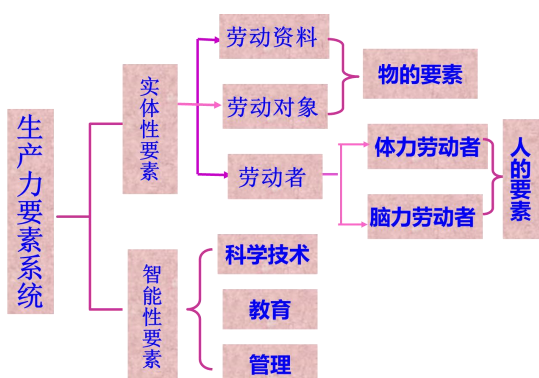 生产力要素系统
实体性要素
劳动资料
劳动对象
物的要素
劳动者
体力劳动者
脑力劳动者
人的要素
智能性要素
科学技术
教育
管理